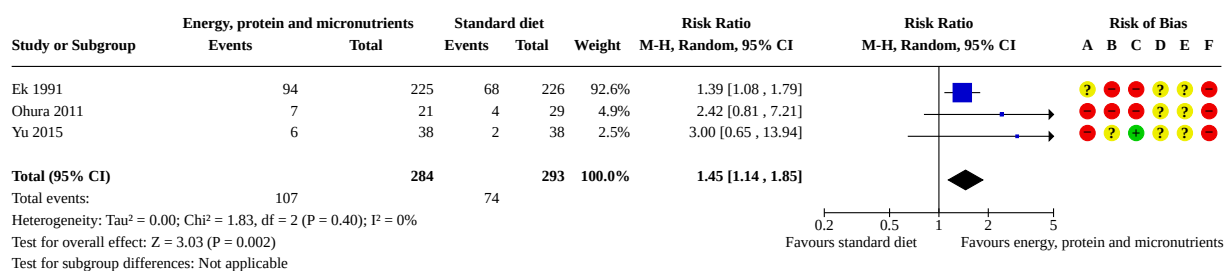 Energy, protein and micronutrients Standard diet Risk Ratio Risk Ratio Risk of Bias
Study or Subgroup Events Total Events Total Weight M-H, Random, 95% CI M-H, Random, 95% CI A B C D E F
Ek 1991 94 225 68 226 92.6% 1.39 [1.08 , 1.79] ? − − ? ? −
Ohura 2011 7 21 4 29 4.9% 2.42 [0.81 , 7.21] − − − ? ? −
Yu 2015 6 38 2 38 2.5% 3.00 [0.65 , 13.94] − ? + ? ? −
Total (95% CI) 284 293 100.0% 1.45 [1.14 , 1.85]
Total events: 107 74
Heterogeneity: Tau² = 0.00; Chi² = 1.83, df = 2 (P = 0.40); I² = 0%
0.2 0.5 1 2 5
Test for overall effect: Z = 3.03 (P = 0.002) Favours standard diet Favours energy, protein and micronutrients
Test for subgroup differences: Not applicable